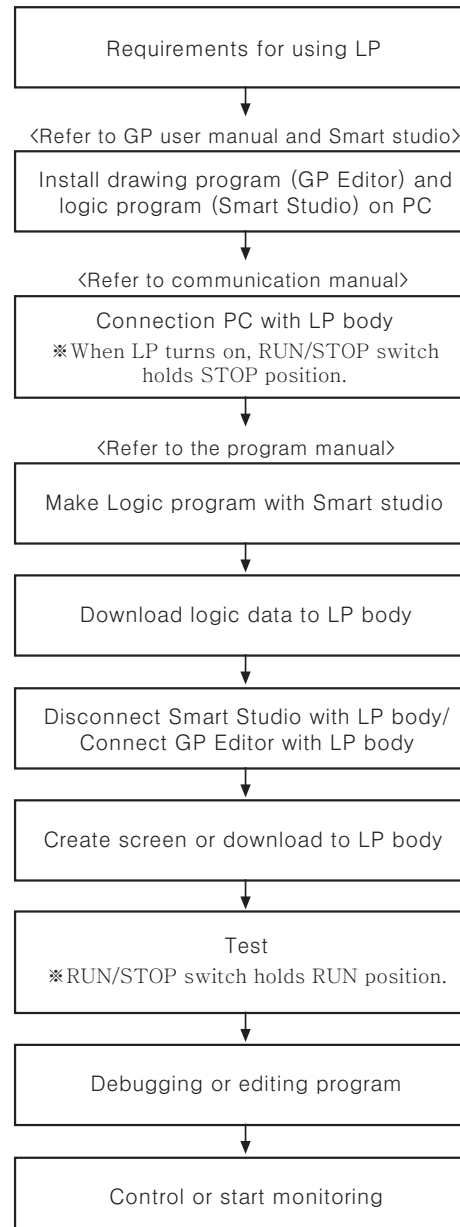 Requirements for using LP
<Refer to GP user manual and Smart studio>
Install drawing program (GP Editor) and
logic program (Smart Studio) on PC
<Refer to communication manual>
Connection PC with LP body
※When LP turns on, RUN/STOP switch
holds STOP position.
<Refer to the program manual>
Make Logic program with Smart studio
Download logic data to LP body
Disconnect Smart Studio with LP body/
Connect GP Editor with LP body
Create screen or download to LP body
Test
※RUN/STOP switch holds RUN position.
Debugging or editing program
Control or start monitoring